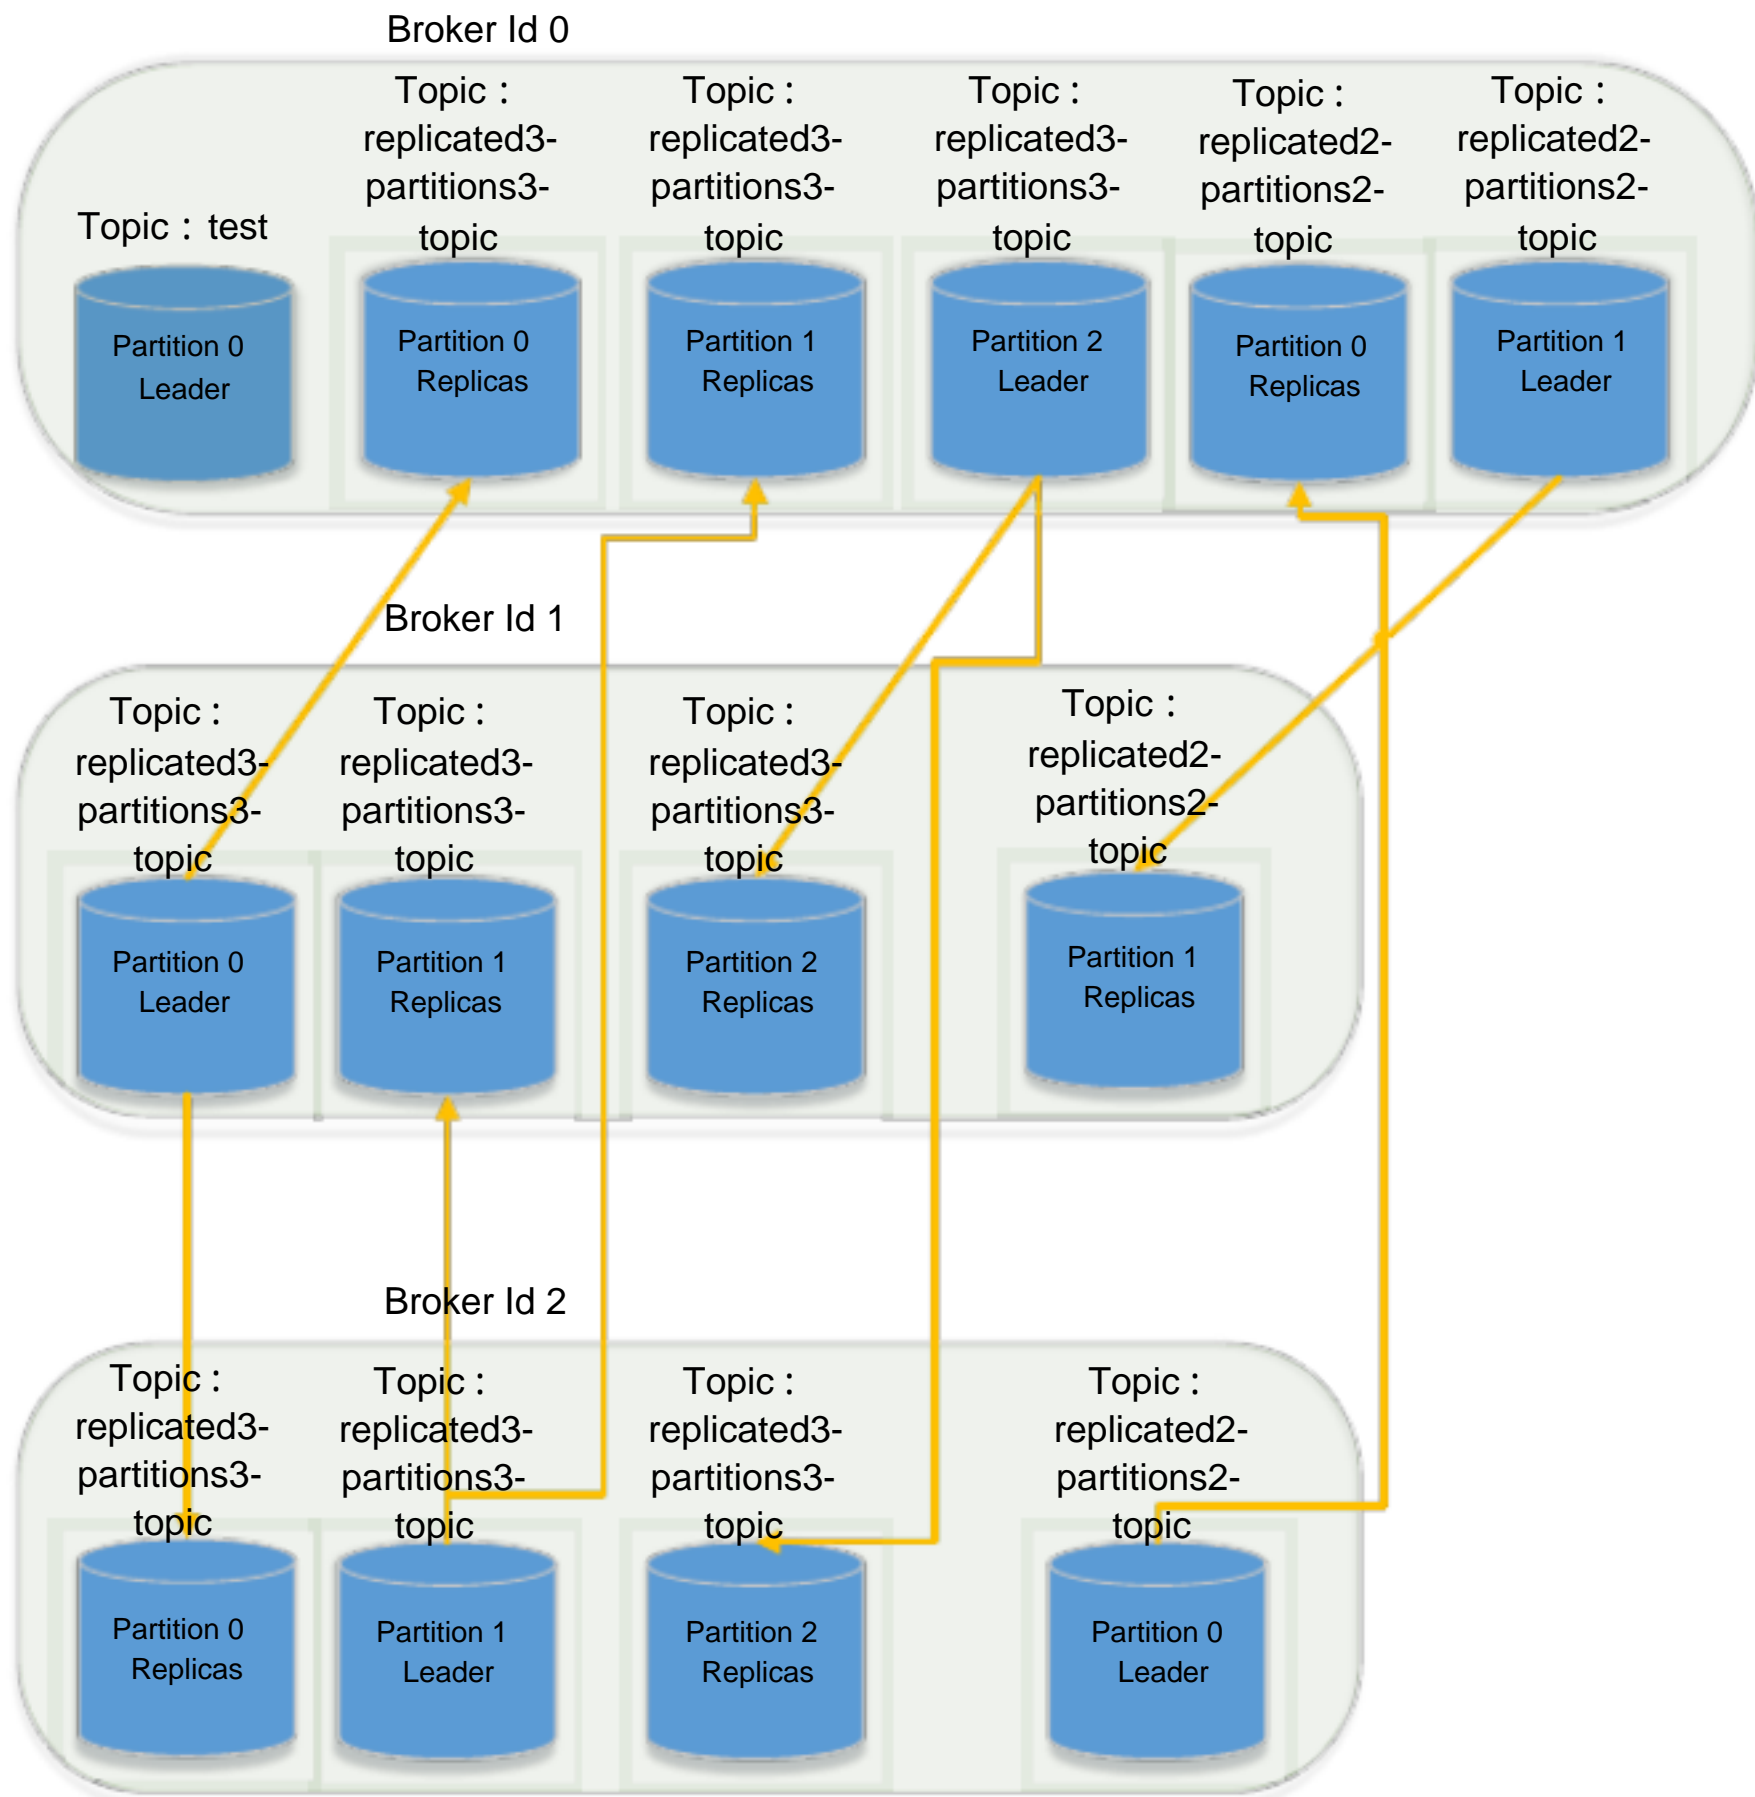 Broker Id 0
Topic : test
Partition 0
Leader
Topic :
replicated3-
partitions3-
topic
Partition 0
Replicas
Topic :
replicated3-
partitions3-
topic
Partition 1
Replicas
Topic :
replicated3-
partitions3-
topic
Partition 2
Leader
Topic :
replicated2-
partitions2-
topic
Partition 0
Replicas
Topic :
replicated2-
partitions2-
topic
Partition 1
Leader
Broker Id 1
Topic :
replicated3-
partitions3-
topic
Partition 0
Leader
Topic :
replicated3-
partitions3-
topic
Partition 1
Replicas
Topic :
replicated3-
partitions3-
topic
Partition 2
Replicas
Topic :
replicated2-
partitions2-
topic
Partition 1
Replicas
Broker Id 2
Topic :
replicated3-
partitions3-
topic
Partition 0
Replicas
Topic :
replicated3-
partitions3-
topic
Partition 1
Leader
Topic :
replicated3-
partitions3-
topic
Partition 2
Replicas
Topic :
replicated2-
partitions2-
topic
Partition 0
Leader